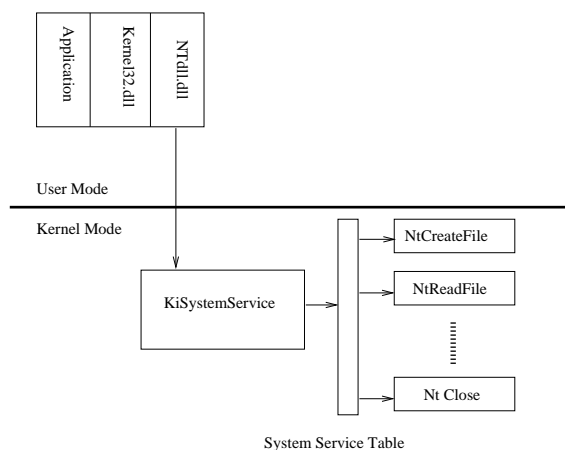 Application
Kernel32.dll
NTdll.dll
User Mode
Kernel Mode
NtCreateFile
KiSystemService
NtReadFile
Nt Close
System Service Table